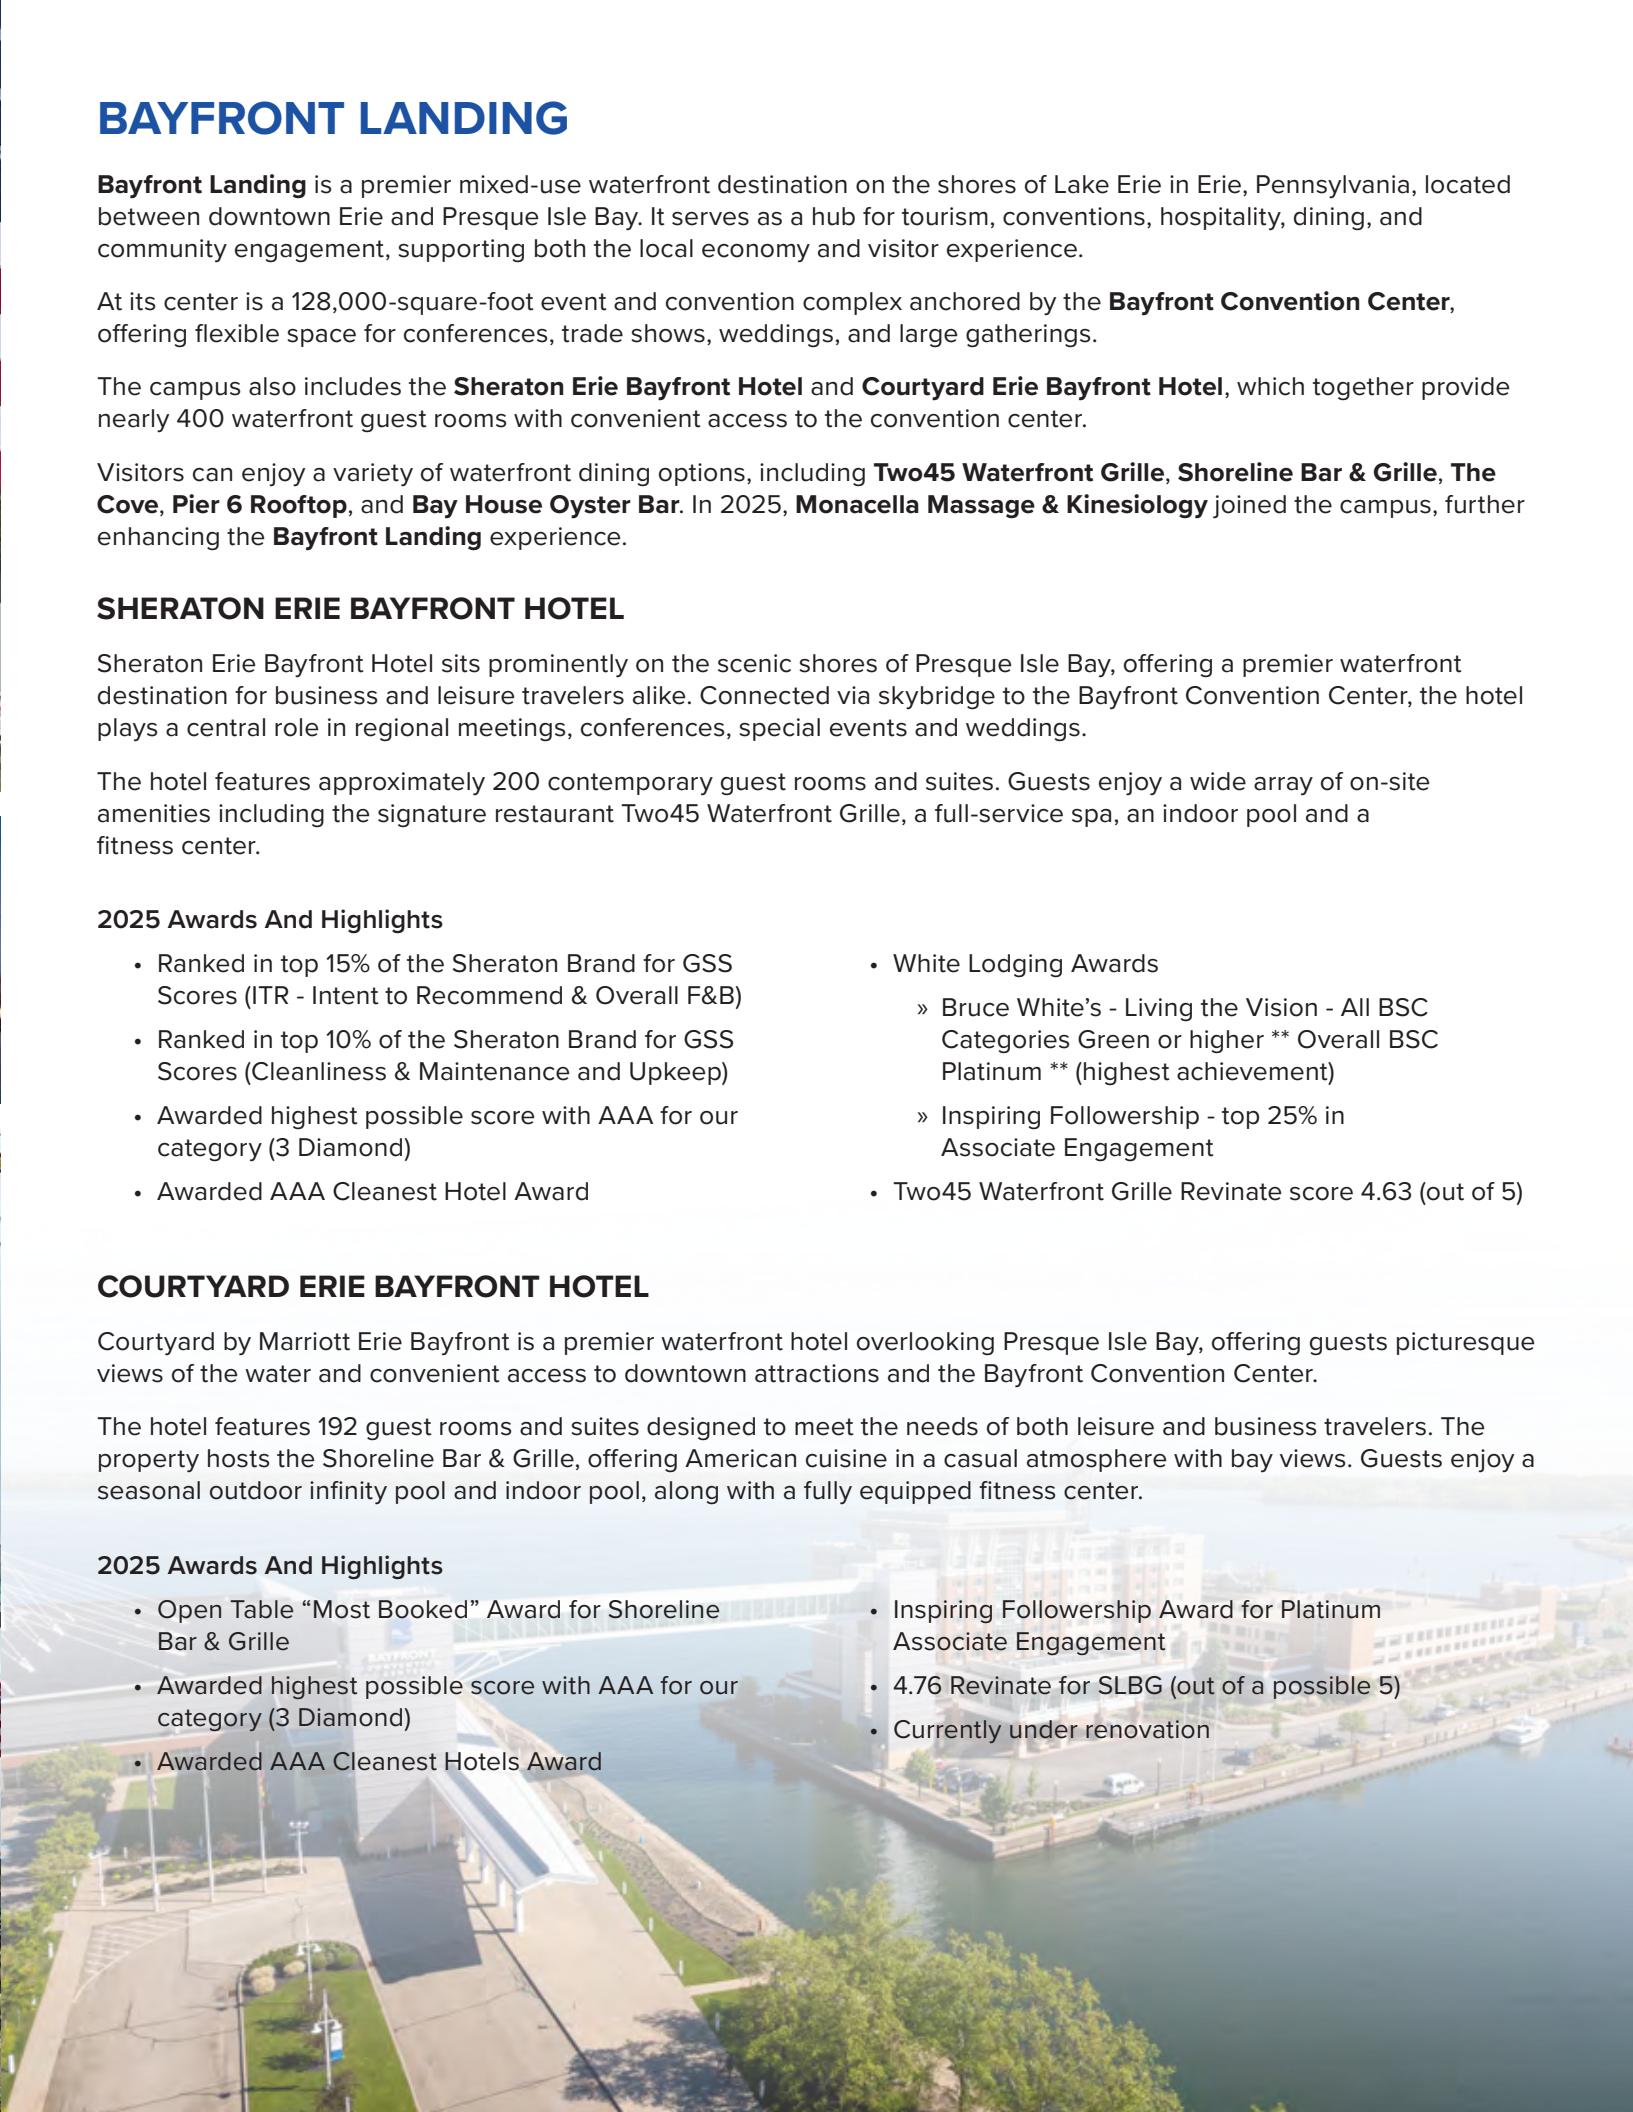 BAYFRONT LANDING
Bayfront Landing is a premier mixed-use waterfront destination on the shores of Lake Erie in Erie, Pennsylvania, located
between downtown Erie and Presque Isle Bay. It serves as a hub for tourism, conventions, hospitality, dining, and
community engagement, supporting both the local economy and visitor experience.
At its center is a 128,000-square-foot event and convention complex anchored by the Bayfront Convention Center,
offering flexible space for conferences, trade shows, weddings, and large gatherings.
The campus also includes the Sheraton Erie Bayfront Hotel and Courtyard Erie Bayfront Hotel, which together provide
nearly 400 waterfront guest rooms with convenient access to the convention center.
Visitors can enjoy a variety of waterfront dining options, including Two45 Waterfront Grille, Shoreline Bar & Grille, The
Cove, Pier 6 Rooftop, and Bay House Oyster Bar. In 2025, Monacella Massage & Kinesiology joined the campus, further
enhancing the Bayfront Landing experience.
SHERATON ERIE BAYFRONT HOTEL
Sheraton Erie Bayfront Hotel sits prominently on the scenic shores of Presque Isle Bay, offering a premier waterfront
destination for business and leisure travelers alike. Connected via skybridge to the Bayfront Convention Center, the hotel
plays a central role in regional meetings, conferences, special events and weddings.
The hotel features approximately 200 contemporary guest rooms and suites. Guests enjoy a wide array of on-site
amenities including the signature restaurant Two45 Waterfront Grille, a full-service spa, an indoor pool and a
fitness center.
2025 Awards And Highlights
• Ranked in top 15% of the Sheraton Brand for GSS
Scores (ITR - Intent to Recommend & Overall F&B)
• Ranked in top 10% of the Sheraton Brand for GSS
Scores (Cleanliness & Maintenance and Upkeep)
• Awarded highest possible score with AAA for our
category (3 Diamond)
• Awarded AAA Cleanest Hotel Award
• White Lodging Awards
» Bruce White’s - Living the Vision - All BSC
Categories Green or higher ** Overall BSC
Platinum ** (highest achievement)
» Inspiring Followership - top 25% in
Associate Engagement
• Two45 Waterfront Grille Revinate score 4.63 (out of 5)
COURTYARD ERIE BAYFRONT HOTEL
Courtyard by Marriott Erie Bayfront is a premier waterfront hotel overlooking Presque Isle Bay, offering guests picturesque
views of the water and convenient access to downtown attractions and the Bayfront Convention Center.
The hotel features 192 guest rooms and suites designed to meet the needs of both leisure and business travelers. The
property hosts the Shoreline Bar & Grille, offering American cuisine in a casual atmosphere with bay views. Guests enjoy a
seasonal outdoor infinity pool and indoor pool, along with a fully equipped fitness center.
2025 Awards And Highlights
• Open Table “Most Booked” Award for Shoreline
Bar & Grille
• Awarded highest possible score with AAA for our
category (3 Diamond)
• Awarded AAA Cleanest Hotels Award
• Inspiring Followership Award for Platinum
Associate Engagement
• 4.76 Revinate for SLBG (out of a possible 5)
• Currently under renovation
BAYFRONT